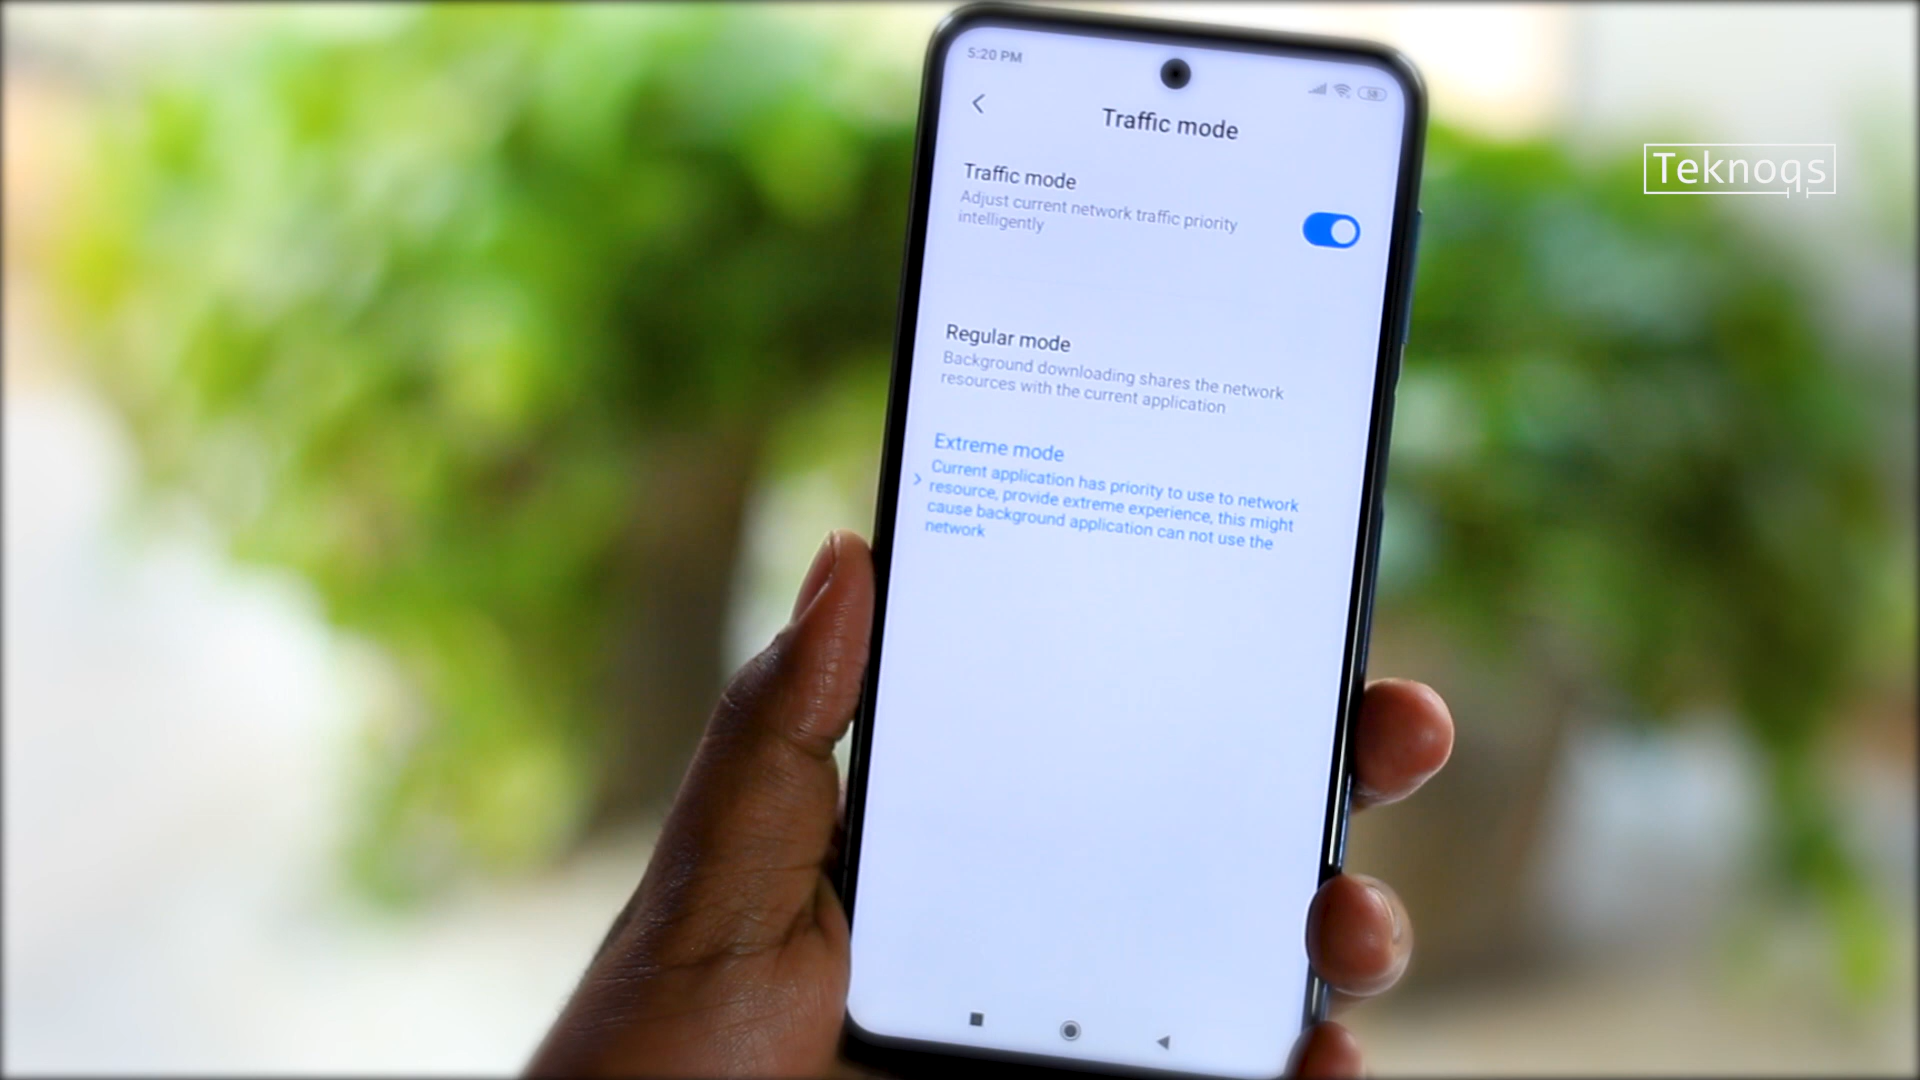 5:20 PM
58
Traffic mode
Teknoqs
Traffic mode
Adjust current network traffic priority
intelligently
Regular mode
Background downloading shares the network
resources with the current application
Extreme mode
Current application has priority to use to network
resource, provide extreme experience, this might
cause background application can not use the
network